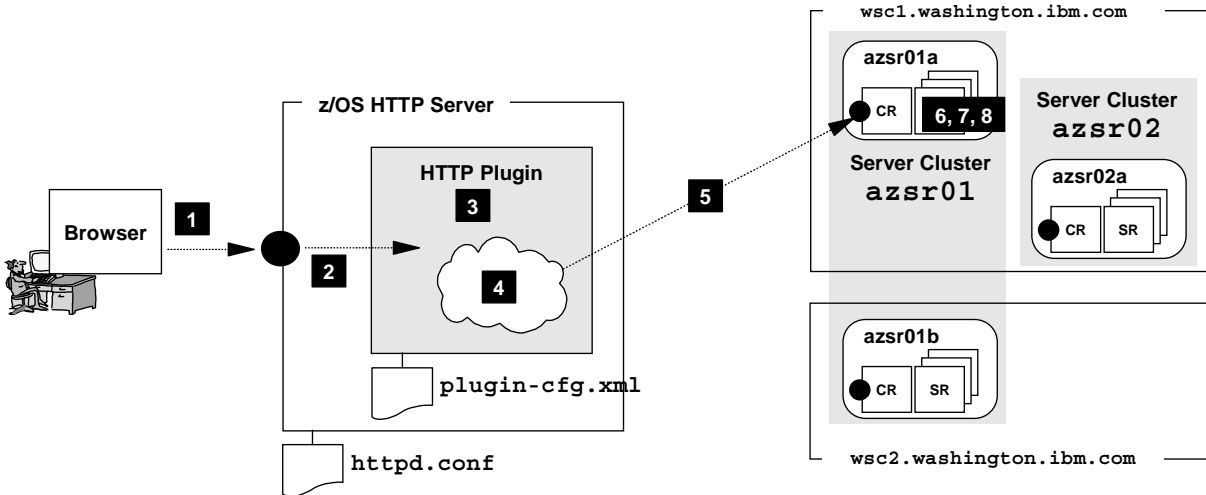 wsc1.washington.ibm.com
azsr01a
CR
6, 7, 8
Server Cluster
azsr01
Server Cluster
azsr02
azsr02a
CR
SR
z/OS HTTP Server
HTTP Plugin
3
5
Browser
1
2
4
plugin-cfg.xml
httpd.conf
azsr01b
CR
SR
wsc2.washington.ibm.com